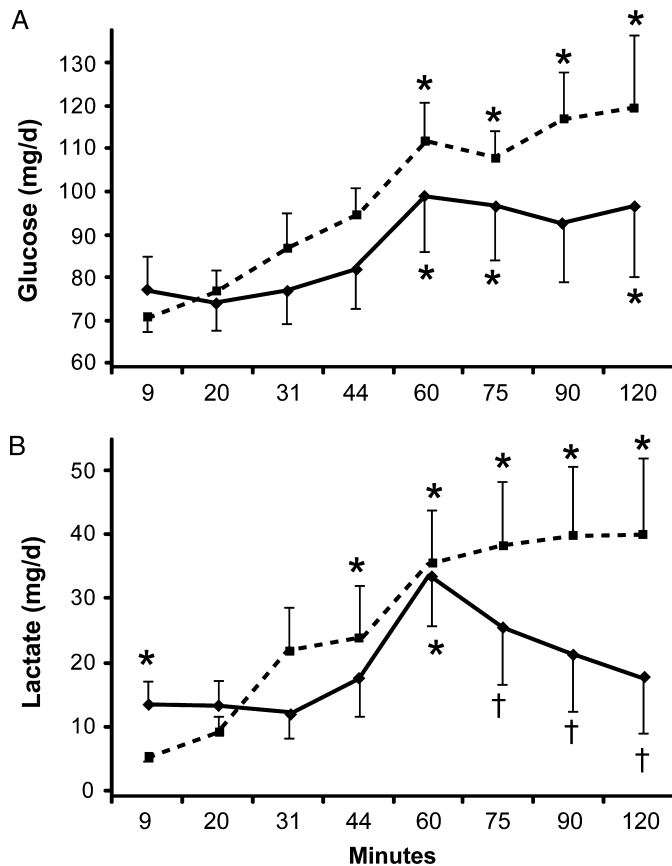 A
Glucose (mg/d)
130
120
110
100
90
80
70
60
* * * *
* * *
9 20 31 44 60 75 90 120
B
Lactate (mg/d)
50
40
30
20
10
0
* * * * * *
*
† † †
9 20 31 44 60 75 90 120
Minutes